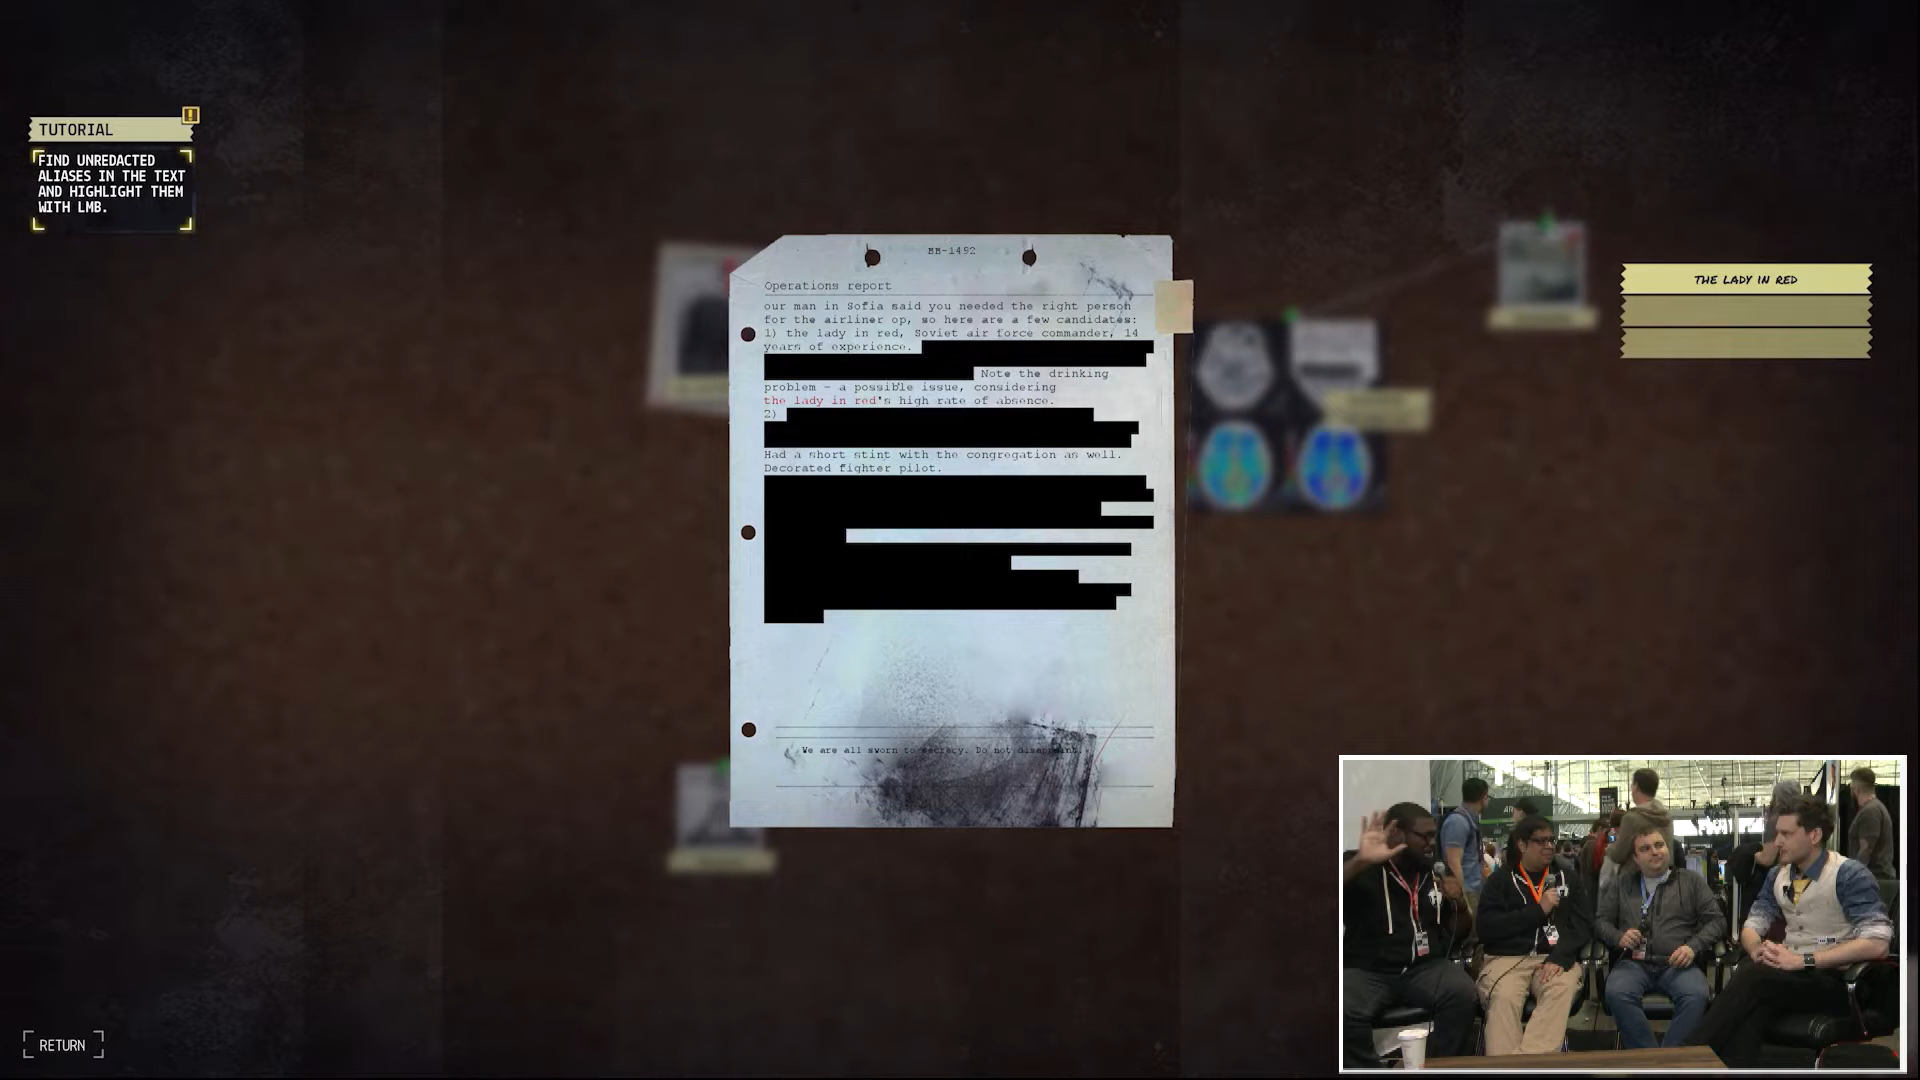 TUTORIAL
FIND UNREDACTED
ALIASES IN THE TEXT
AND HIGHLIGHT THEM
WITH LMB.
Operations report
our man in Sofia said you needed the right person
for the airliner op, so here are a few candidates:
1) the lady in red, Soviet air force commander, 14
years of experience.
Note the drinking
problem - a possible issue, considering
the lady in red's high rate of absence.
2)
Had a short stint with the congregation as well.
Decorated fighter pilot.
We are all sworn to secrecy. Do not disappoint.
THE LADY IN RED
RETURN